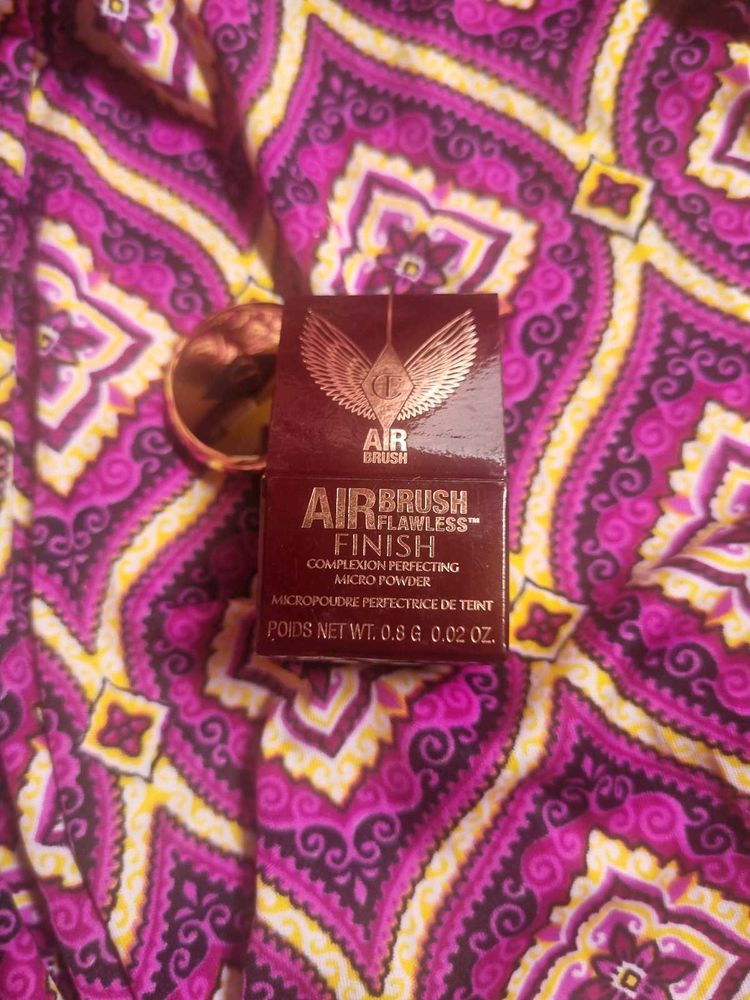 CT
AIR
BRUSH
AIRBRUSH
FLAWLESS™
FINISH
COMPLEXION PERFECTING
MICRO POWDER
MICROPOUDRE PERFECTRICE DE TEINT
POIDS NET WT. 0.8 G 0.02 OZ.